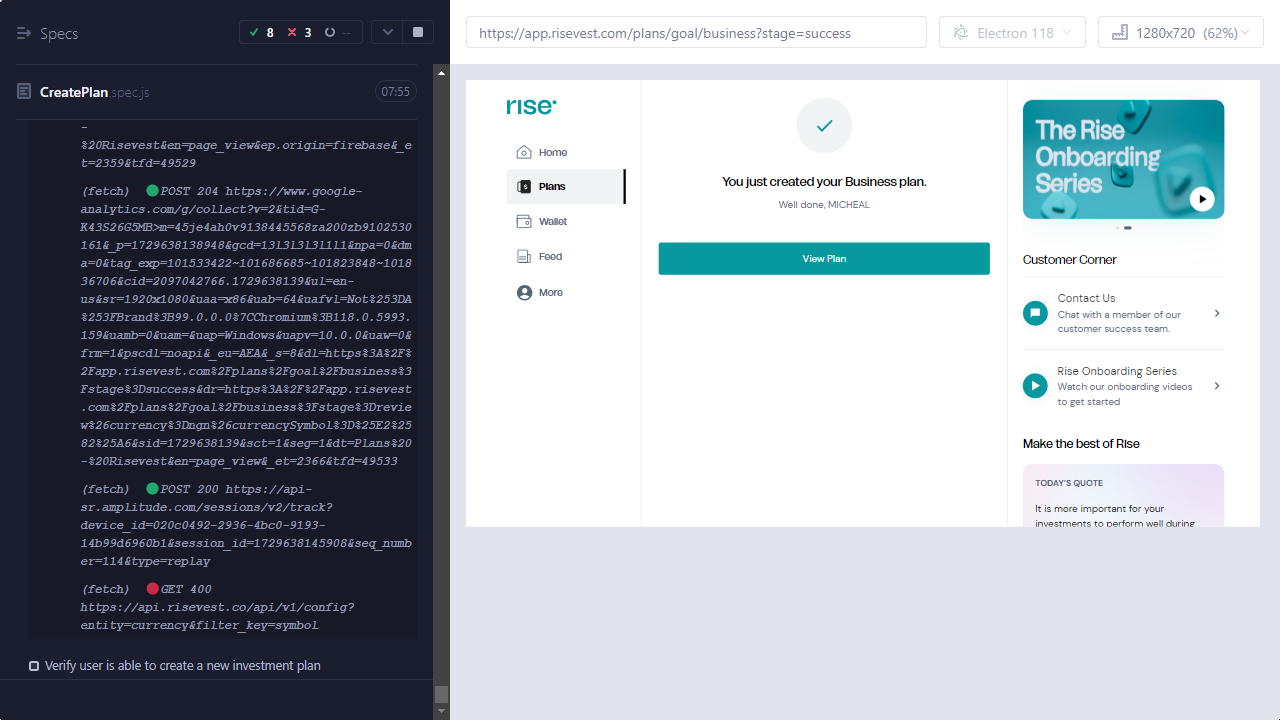 Specs
8
3
--
CreatePlan.spec.js
07:55
-
%20Risevest&en=page_view&ep.origin=firebase&_e
t=2359&tfd=49529
(fetch) POST 204 https://www.google-
analytics.com/g/collect?v=2&tid=G-
K43S26G5MB>m=45je4ah0v9138445568za200zb9102530
161&_p=1729638138948&gcd=13l3l3l3l1l1&npa=0&dm
a=0&tag_exp=101533422~101686685~101823848~1018
36706&cid=2097042766.1729638139&ul=en-
us&sr=1920x1080&uaa=x86&uab=64&uafvl=Not%253DA
%253FBrand%3B99.0.0.0%7CChromium%3B118.0.5993.
159&uamb=0&uam=&uap=Windows&uapv=10.0.0&uaw=0&
frm=1&pscdl=noapi&_eu=AEA&_s=8&dl=https%3A%2F%
2Fapp.risevest.com%2Fplans%2Fgoal%2Fbusiness%3
Fstage%3Dsuccess&dr=https%3A%2F%2Fapp.risevest
.com%2Fplans%2Fgoal%2Fbusiness%3Fstage%3Drevie
w%26currency%3Dngn%26currencySymbol%3D%25E2%25
82%25A6&sid=1729638139&sct=1&seg=1&dt=Plans%20
-%20Risevest&en=page_view&_et=2366&tfd=49533
(fetch) POST 200 https://api-
sr.amplitude.com/sessions/v2/track?
device_id=020c0492-2936-4bc0-9193-
14b99d6960b1&session_id=1729638145908&seq_numb
er=114&type=replay
(fetch) GET 400
https://api.risevest.co/api/v1/config?
entity=currency&filter_key=symbol
Verify user is able to create a new investment plan
https://app.risevest.com/plans/goal/business?stage=success
Electron 118
1280x720 (62%)
rise
Home
Plans
Wallet
Feed
More
You just created your Business plan.
Well done, MICHEAL
View Plan
The Rise
Onboarding
Series
Customer Corner
Contact Us
Chat with a member of our
customer success team.
Rise Onboarding Series
Watch our onboarding videos
to get started
Make the best of Rise
TODAY'S QUOTE
It is more important for your
investments to perform well during